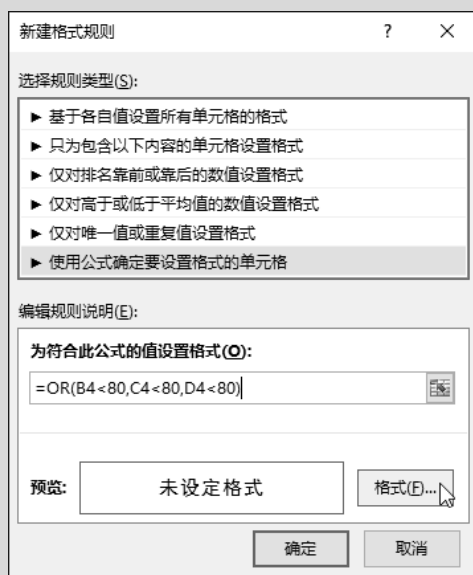 新建格式规则 ? ×
选择规则类型(S):
► 基于各自值设置所有单元格的格式
► 只为包含以下内容的单元格设置格式
► 仅对排名靠前或靠后的数值设置格式
► 仅对高于或低于平均值的数值设置格式
► 仅对唯一值或重复值设置格式
► 使用公式确定要设置格式的单元格
编辑规则说明(E):
为符合此公式的值设置格式(O):
=OR(B4<80,C4<80,D4<80)
预览: 未设定格式 格式(F)...
确定 取消